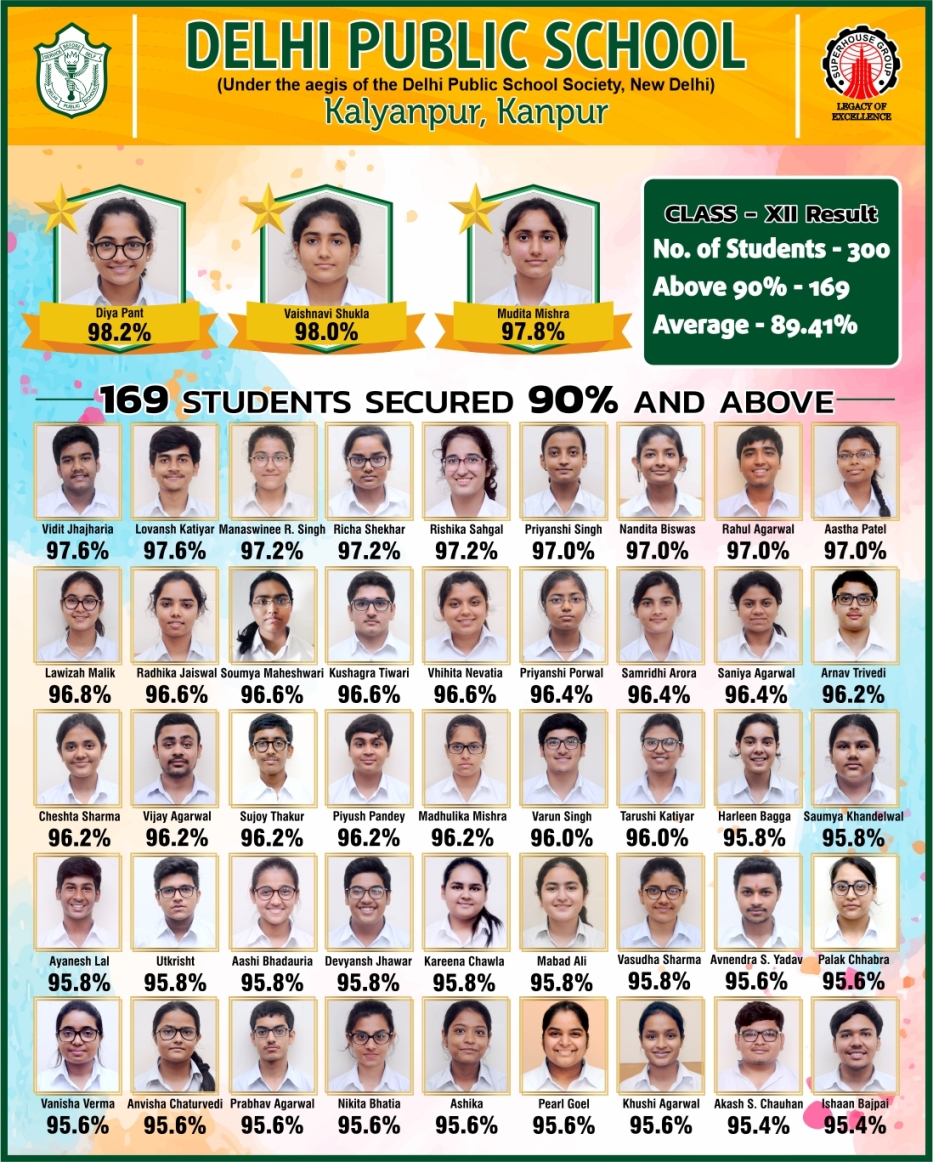 DELHI PUBLIC SCHOOL
(Under the aegis of the Delhi Public School Society, New Delhi)
Kalyanpur, Kanpur
SERVICE BEFORE SELF
DELHI PUBLIC SCHOOL
SUPERHOUSE GROUP
LEGACY OF
EXCELLENCE
Diya Pant
98.2%
Vaishnavi Shukla
98.0%
Mudita Mishra
97.8%
CLASS - XII Result
No. of Students - 300
Above 90% - 169
Average - 89.41%
169 STUDENTS SECURED 90% AND ABOVE
Vidit Jhajharia Lovansh Katiyar Manaswinee R. Singh Richa Shekhar Rishika Sahgal Priyanshi Singh Nandita Biswas Rahul Agarwal Aastha Patel
97.6% 97.6% 97.2% 97.2% 97.2% 97.0% 97.0% 97.0% 97.0%
Lawizah Malik Radhika Jaiswal Soumya Maheshwari Kushagra Tiwari Vhihita Nevatia Priyanshi Porwal Samridhi Arora Saniya Agarwal Arnav Trivedi
96.8% 96.6% 96.6% 96.6% 96.6% 96.4% 96.4% 96.4% 96.2%
Cheshta Sharma Vijay Agarwal Sujoy Thakur Piyush Pandey Madhulika Mishra Varun Singh Tarushi Katiyar Harleen Bagga Saumya Khandelwal
96.2% 96.2% 96.2% 96.2% 96.2% 96.0% 96.0% 95.8% 95.8%
Ayanesh Lal Utkrisht Aashi Bhadauria Devyansh Jhawar Kareena Chawla Mabad Ali Vasudha Sharma Avnendra S. Yadav Palak Chhabra
95.8% 95.8% 95.8% 95.8% 95.8% 95.8% 95.8% 95.6% 95.6%
Vanisha Verma Anvisha Chaturvedi Prabhav Agarwal Nikita Bhatia Ashika Pearl Goel Khushi Agarwal Akash S. Chauhan Ishaan Bajpai
95.6% 95.6% 95.6% 95.6% 95.6% 95.6% 95.6% 95.4% 95.4%